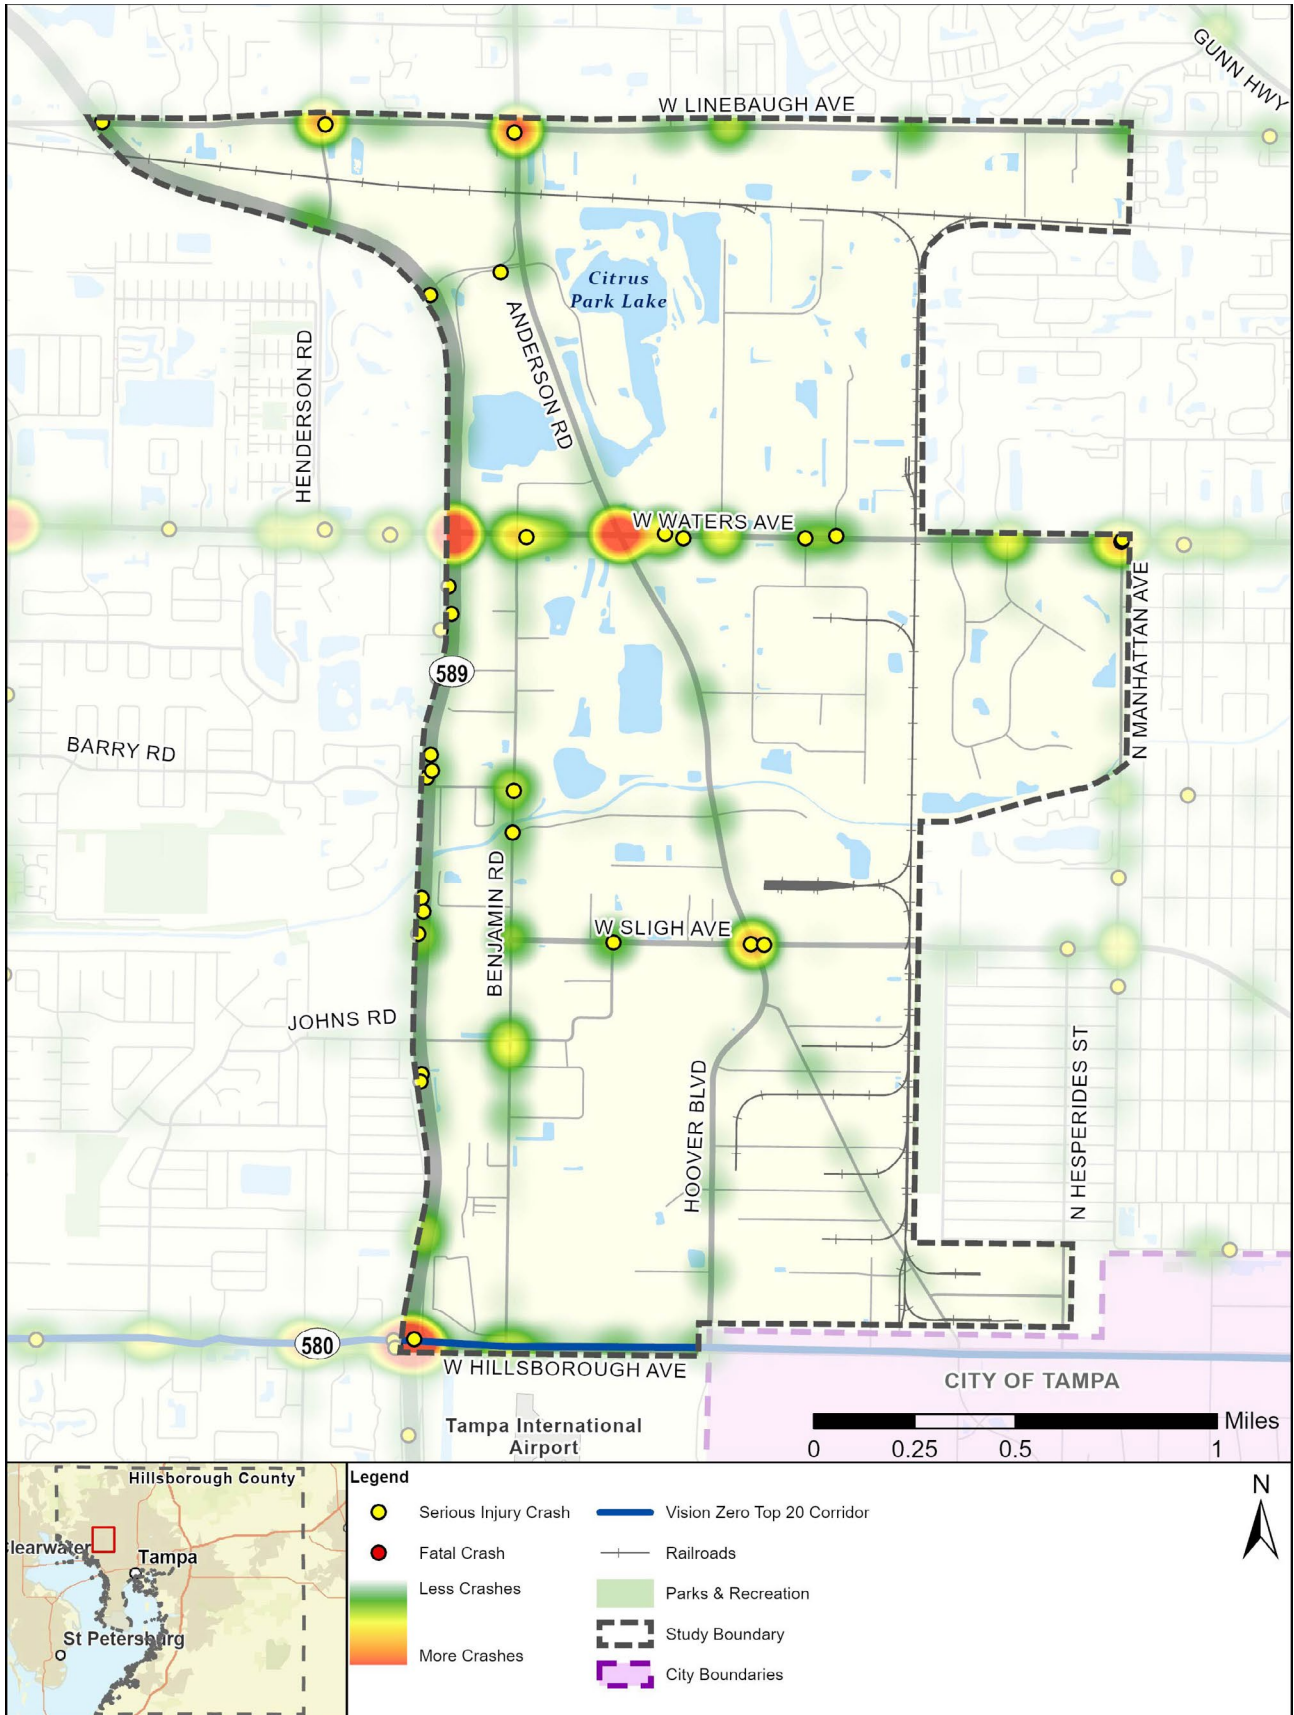 GUNN HWY
W LINEBAUGH AVE
Citrus
Park Lake
ANDERSON RD
HENDERSON RD
W WATERS AVE
N MANHATTAN AVE
589
BARRY RD
BENJAMIN RD
W SLIGH AVE
JOHNS RD
HOOVER BLVD
N HESPERIDES ST
580
W HILLSBOROUGH AVE
CITY OF TAMPA
Tampa International
Airport
Miles
0 0.25 0.5 1
Hillsborough County
learwater
Tampa
St Petersburg
Legend
Serious Injury Crash
Fatal Crash
Less Crashes
More Crashes
Vision Zero Top 20 Corridor
Railroads
Parks & Recreation
Study Boundary
City Boundaries
N